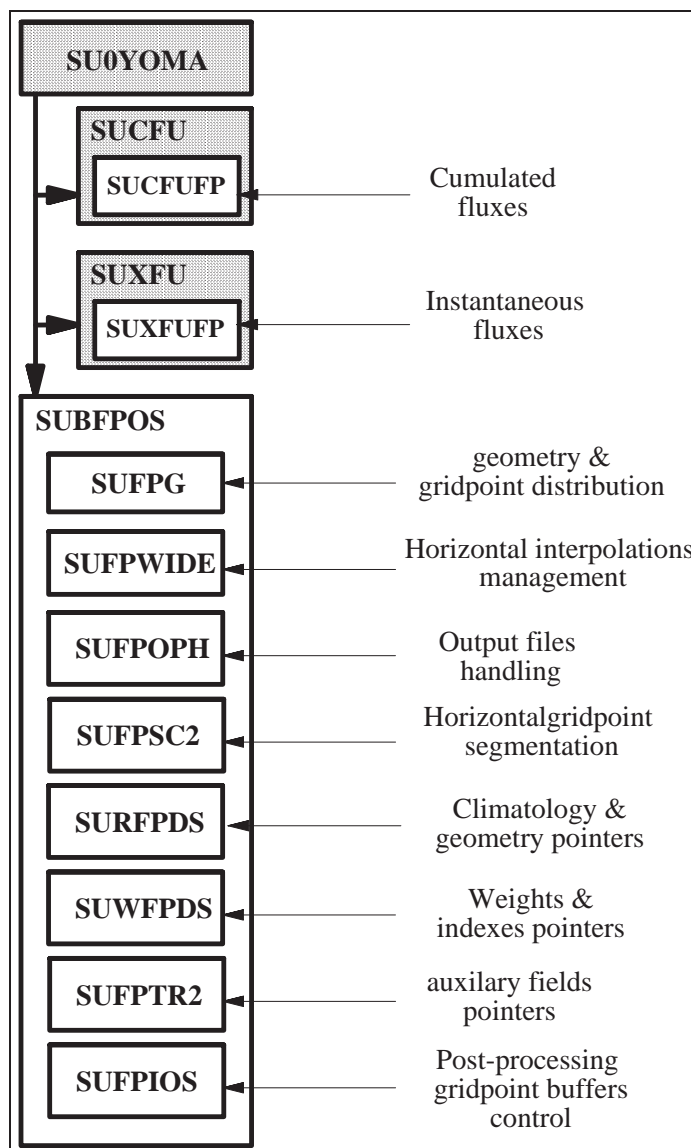 SU0YOMA
SUCFU
SUCFUFP
Cumulated
fluxes
SUXFU
SUXFUFP
Instantaneous
fluxes
SUBFPOS
SUFPG
geometry &
gridpoint distribution
SUFPWIDE
Horizontal interpolations
management
SUFPOPH
Output files
handling
SUFPSC2
Horizontalgridpoint
segmentation
SURFPDS
Climatology &
geometry pointers
SUWFPDS
Weights &
indexes pointers
SUFPTR2
auxilary fields
pointers
SUFPIOS
Post-processing
gridpoint buffers
control